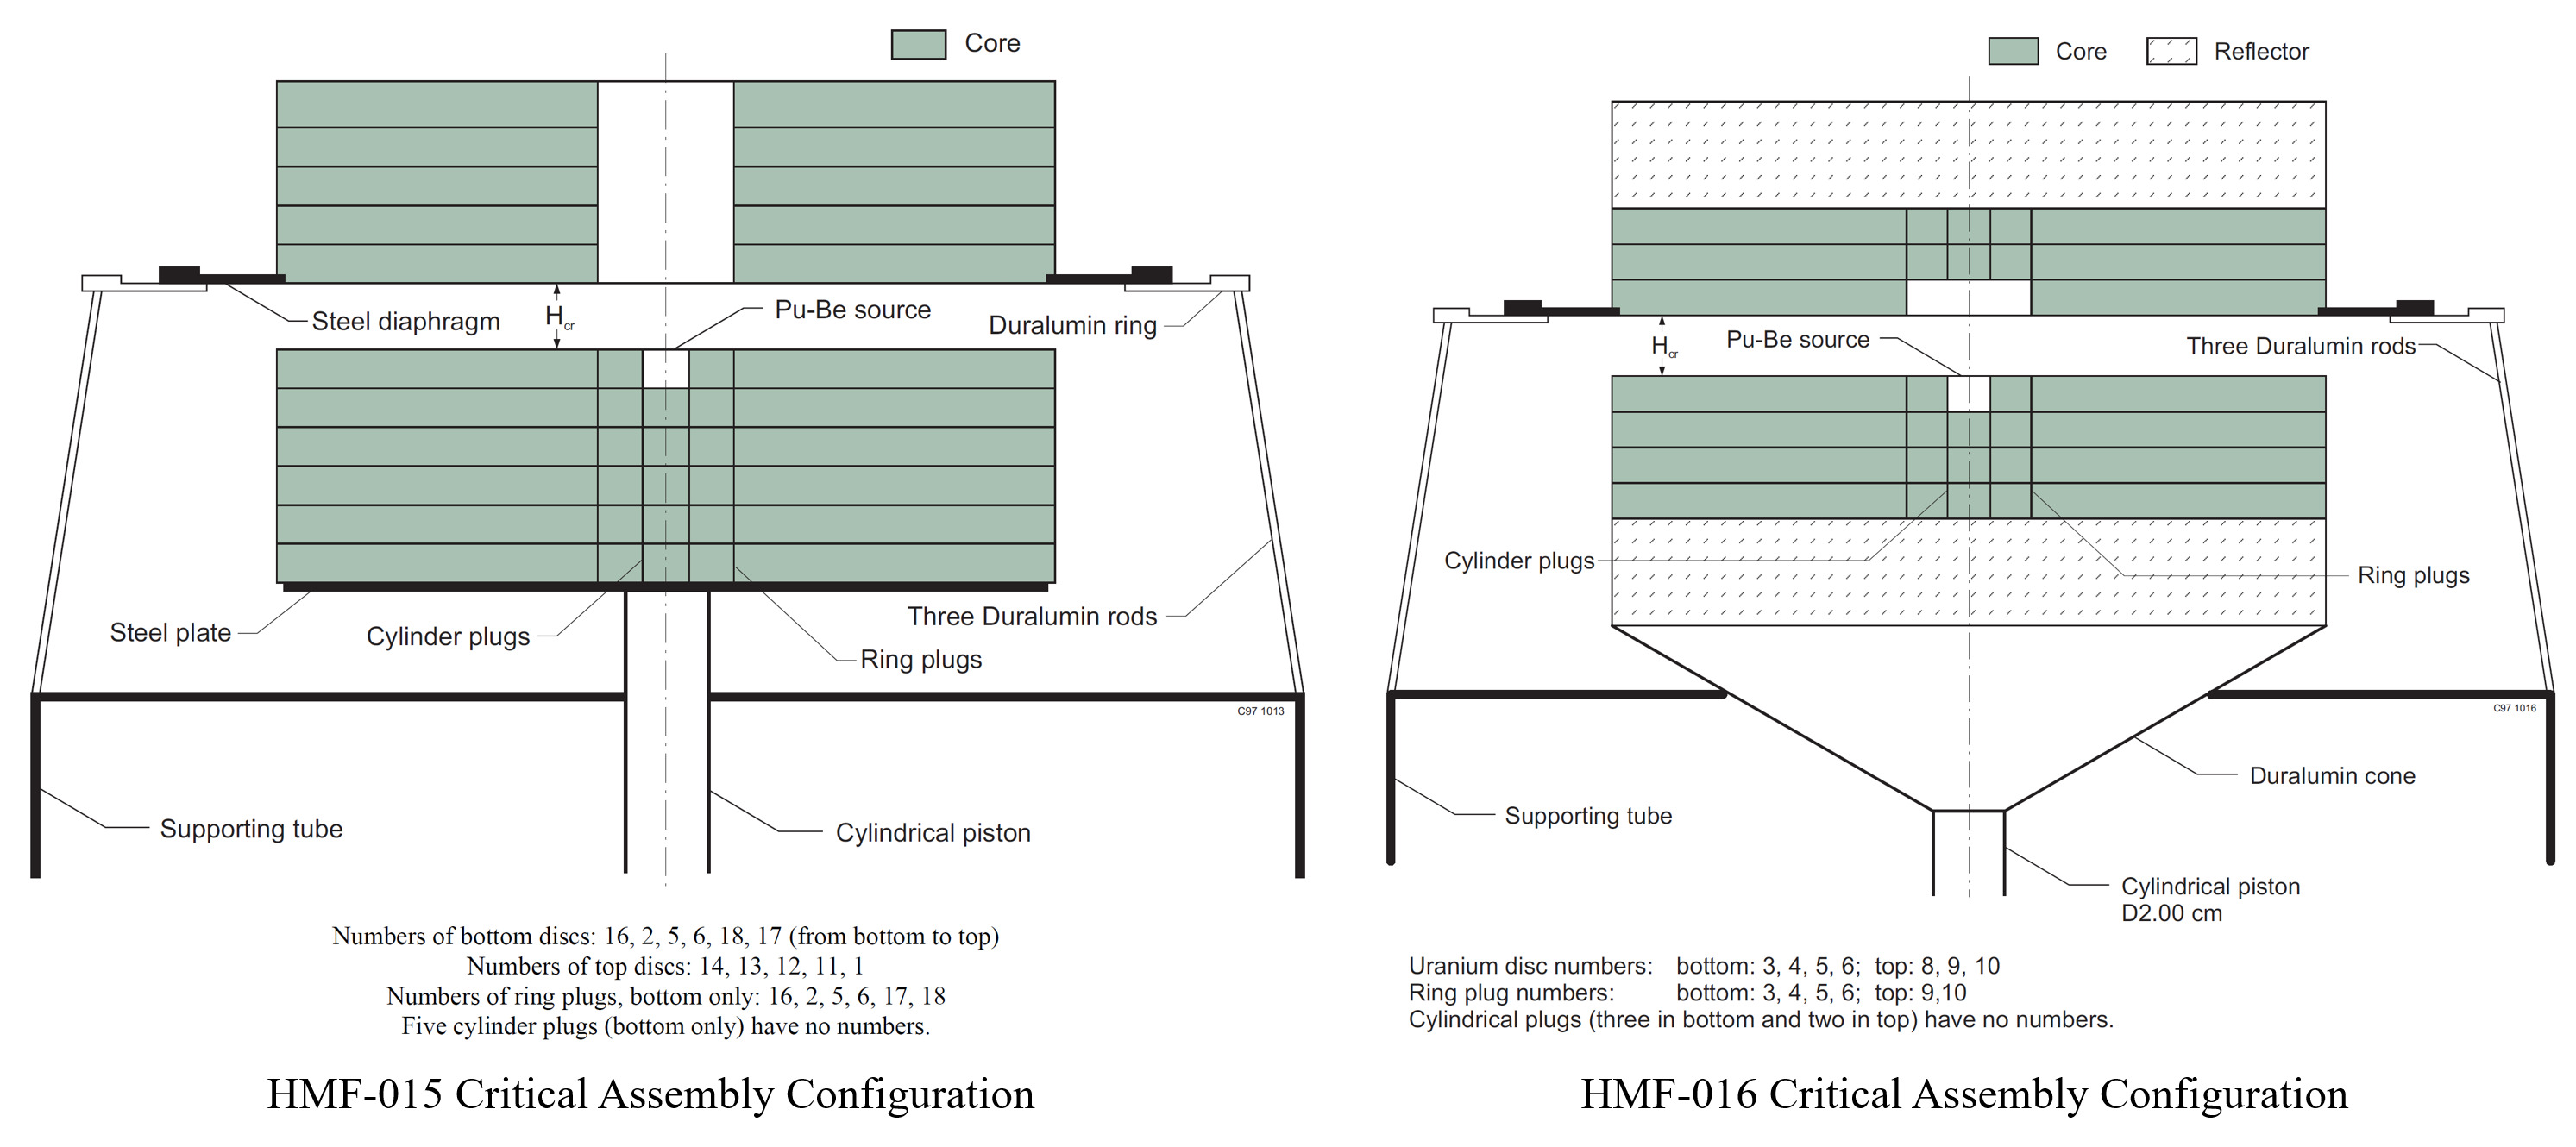 Core
Steel diaphragm
H cr
Pu-Be source
Duralumin ring
Steel plate
Cylinder plugs
Three Duralumin rods
Ring plugs
C97 1013
Supporting tube
Cylindrical piston
Numbers of bottom discs: 16, 2, 5, 6, 18, 17 (from bottom to top)
Numbers of top discs: 14, 13, 12, 11, 1
Numbers of ring plugs, bottom only: 16, 2, 5, 6, 17, 18
Five cylinder plugs (bottom only) have no numbers.
HMF-015 Critical Assembly Configuration
Core
Reflector
H cr
Pu-Be source
Three Duralumin rods
Cylinder plugs
Ring plugs
C97 1016
Duralumin cone
Supporting tube
Cylindrical piston
D2.00 cm
Uranium disc numbers: bottom: 3, 4, 5, 6; top: 8, 9, 10
Ring plug numbers: bottom: 3, 4, 5, 6; top: 9,10
Cylindrical plugs (three in bottom and two in top) have no numbers.
HMF-016 Critical Assembly Configuration